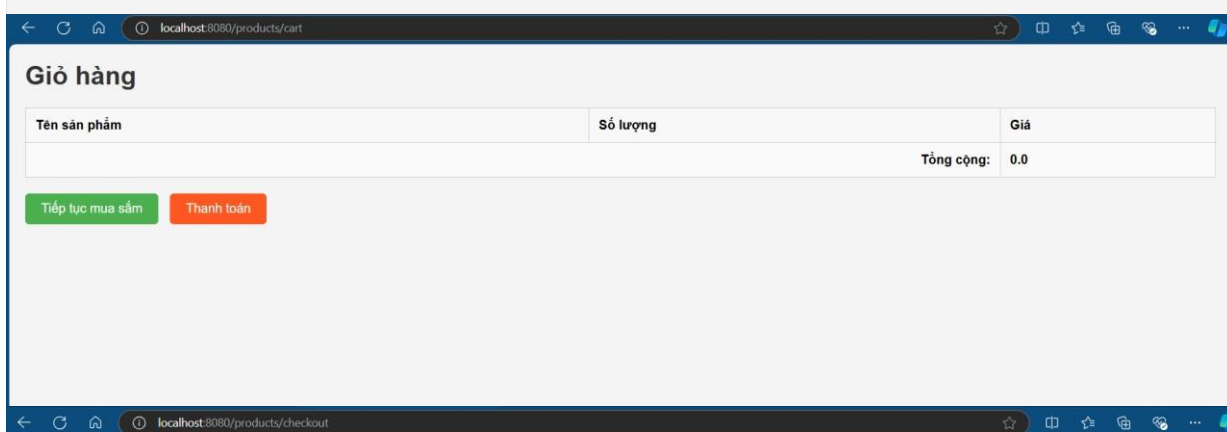 localhost:8080/products/cart
Giỏ hàng
Tên sản phẩm Số lượng Giá
Tổng cộng: 0.0
Tiếp tục mua sắm Thanh toán
localhost:8080/products/checkout